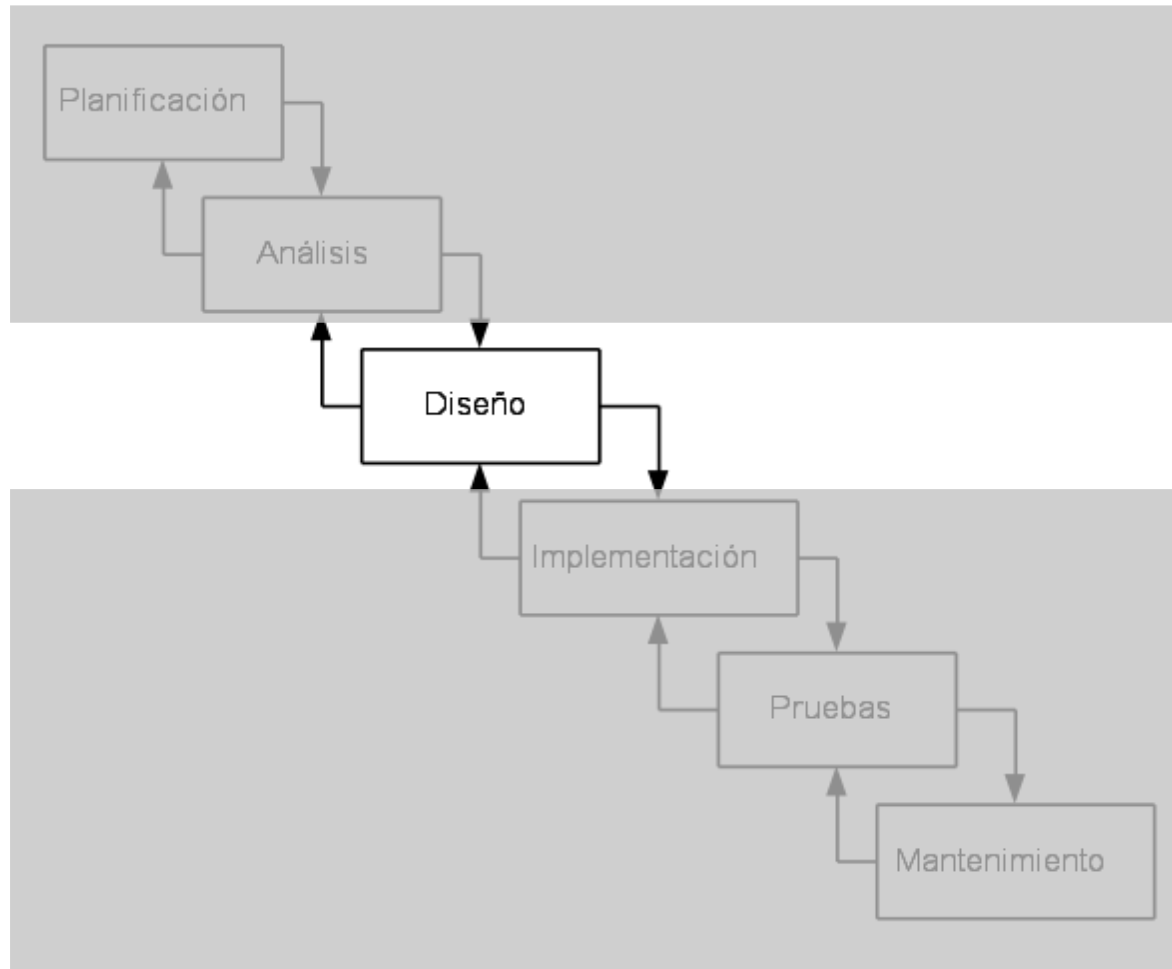 Planificación
Análisis
Diseño
Implementación
Pruebas
Mantenimiento